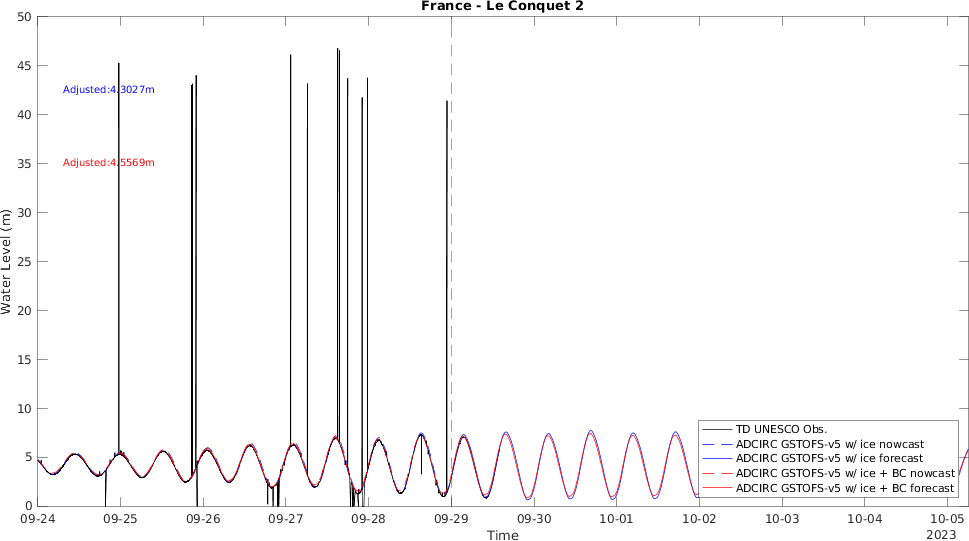 France - Le Conquet 2
50
45
40
35
30
25
20
15
10
5
0
Water Level (m)
Adjusted:4.3027m
Adjusted:4.5569m
TD UNESCO Obs.
ADCIRC GSTOFS-v5 w/ ice nowcast
ADCIRC GSTOFS-v5 w/ ice forecast
ADCIRC GSTOFS-v5 w/ ice + BC nowcast
ADCIRC GSTOFS-v5 w/ ice + BC forecast
09-24 09-25 09-26 09-27 09-28 09-29 09-30 10-01 10-02 10-03 10-04 10-05
Time
2023